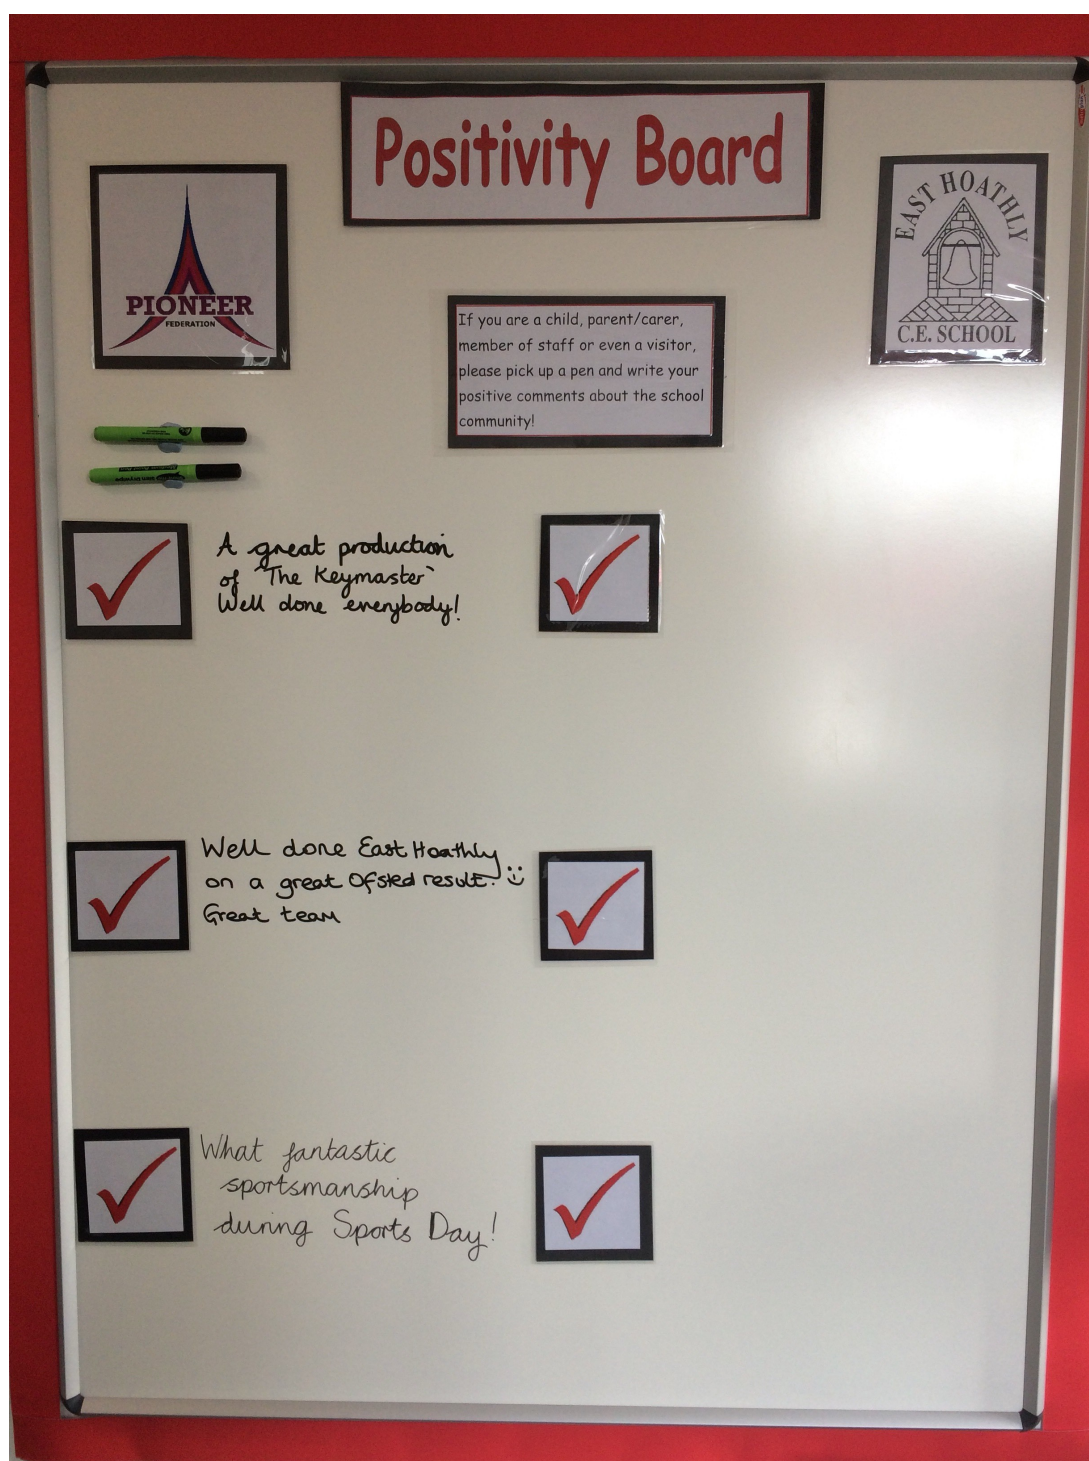 Positivity Board
PIONEER
FEDERATION
EAST HOATHLY
C.E. SCHOOL
If you are a child, parent/carer,
member of staff or even a visitor,
please pick up a pen and write your
positive comments about the school
community!
A great production
of "The Keymaster"
Well done everybody!
Well done East Hoathly
on a great Ofsted result. :)
Great team
What fantastic
sportsmanship
during Sports Day!